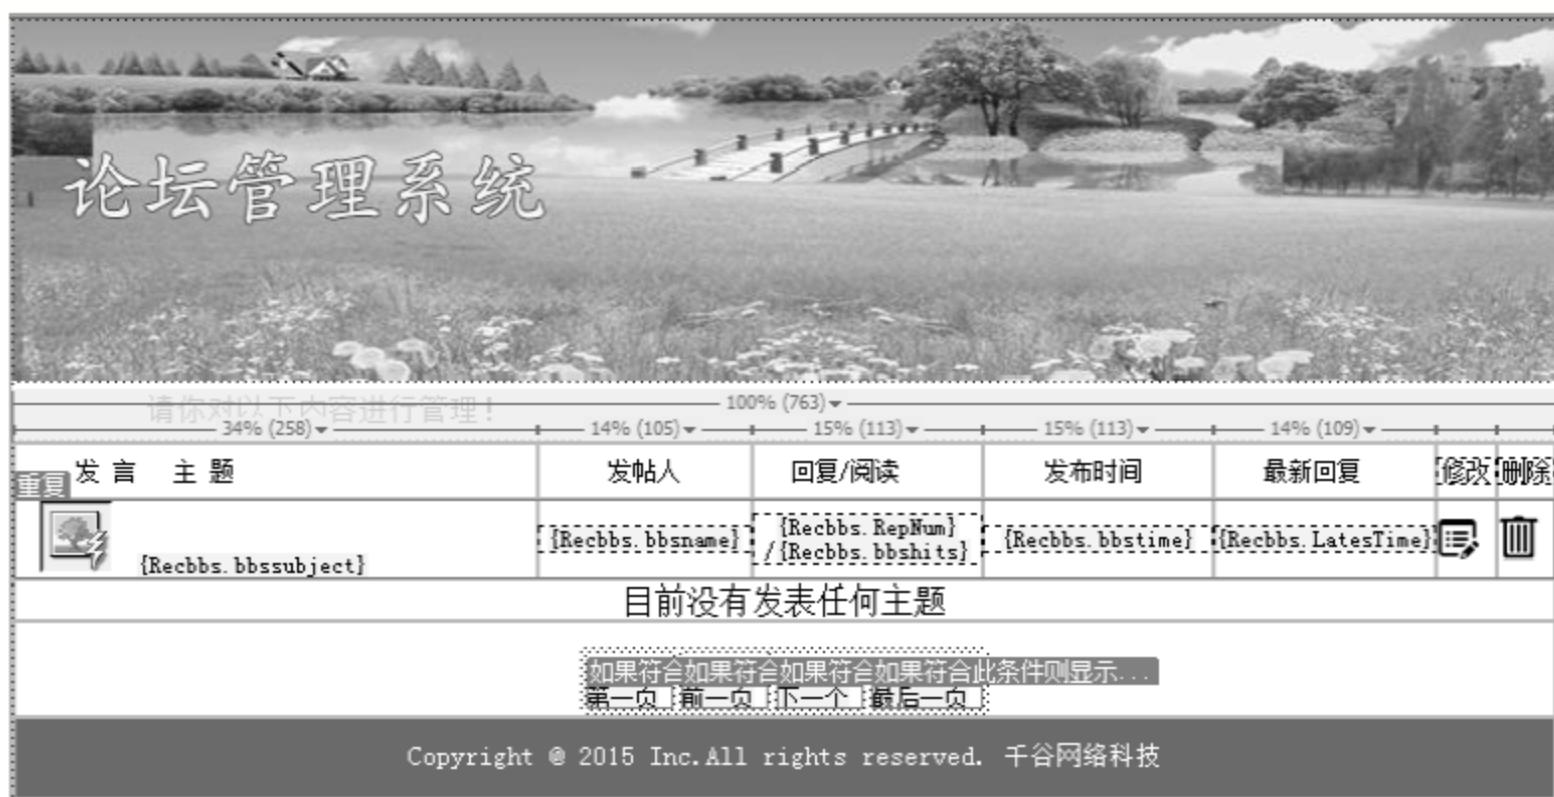 论坛管理系统
请你对以下内容进行管理！
100% (763)
34% (258) 14% (105) 15% (113) 15% (113) 14% (109)
发 言 主 题 发帖人 回复/阅读 发布时间 最新回复 修改 删除
重复
{Recbbs.bbssubject} {Recbbs.bbsname} {Recbbs.RepNum}/{Recbbs.bbshits} {Recbbs.bbstime} {Recbbs.LatesTime}
目前没有发表任何主题
如果符合如果符合如果符合如果符合此条件则显示...
第一页 前一页 下一个 最后一页
Copyright @ 2015 Inc.All rights reserved. 千谷网络科技